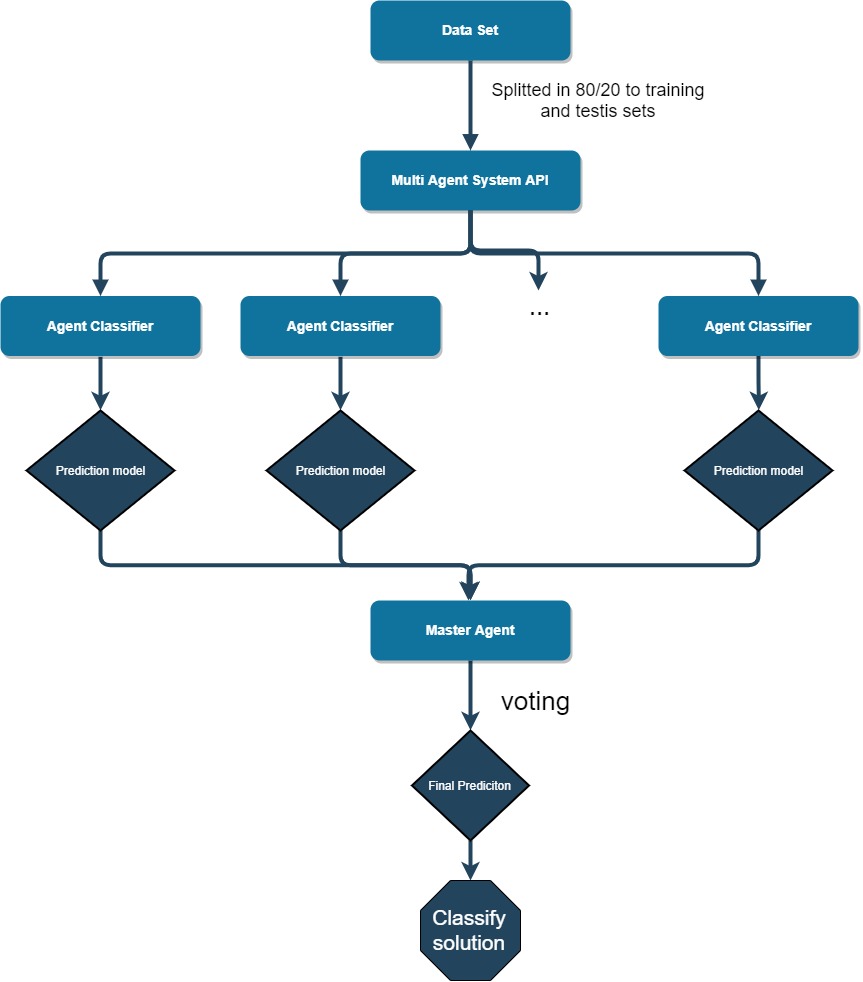 Data Set
Splitted in 80/20 to training
and testis sets
Multi Agent System API
Agent Classifier
Agent Classifier
...
Agent Classifier
Prediction model
Prediction model
Prediction model
Master Agent
voting
Final Prediciton
Classify
solution